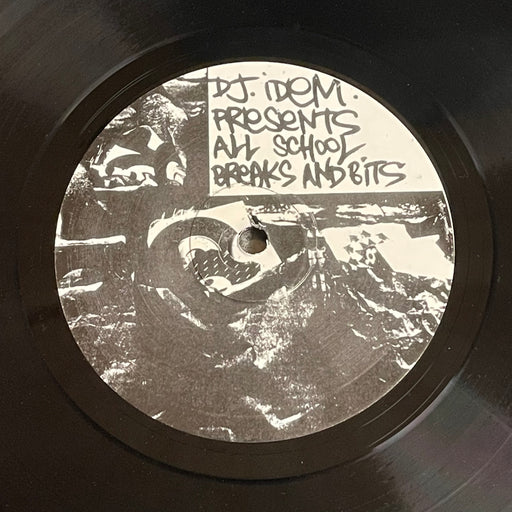 DJ. iDEM.
PRESENTS
ALL SCHOOL
BREAKS AND BITS